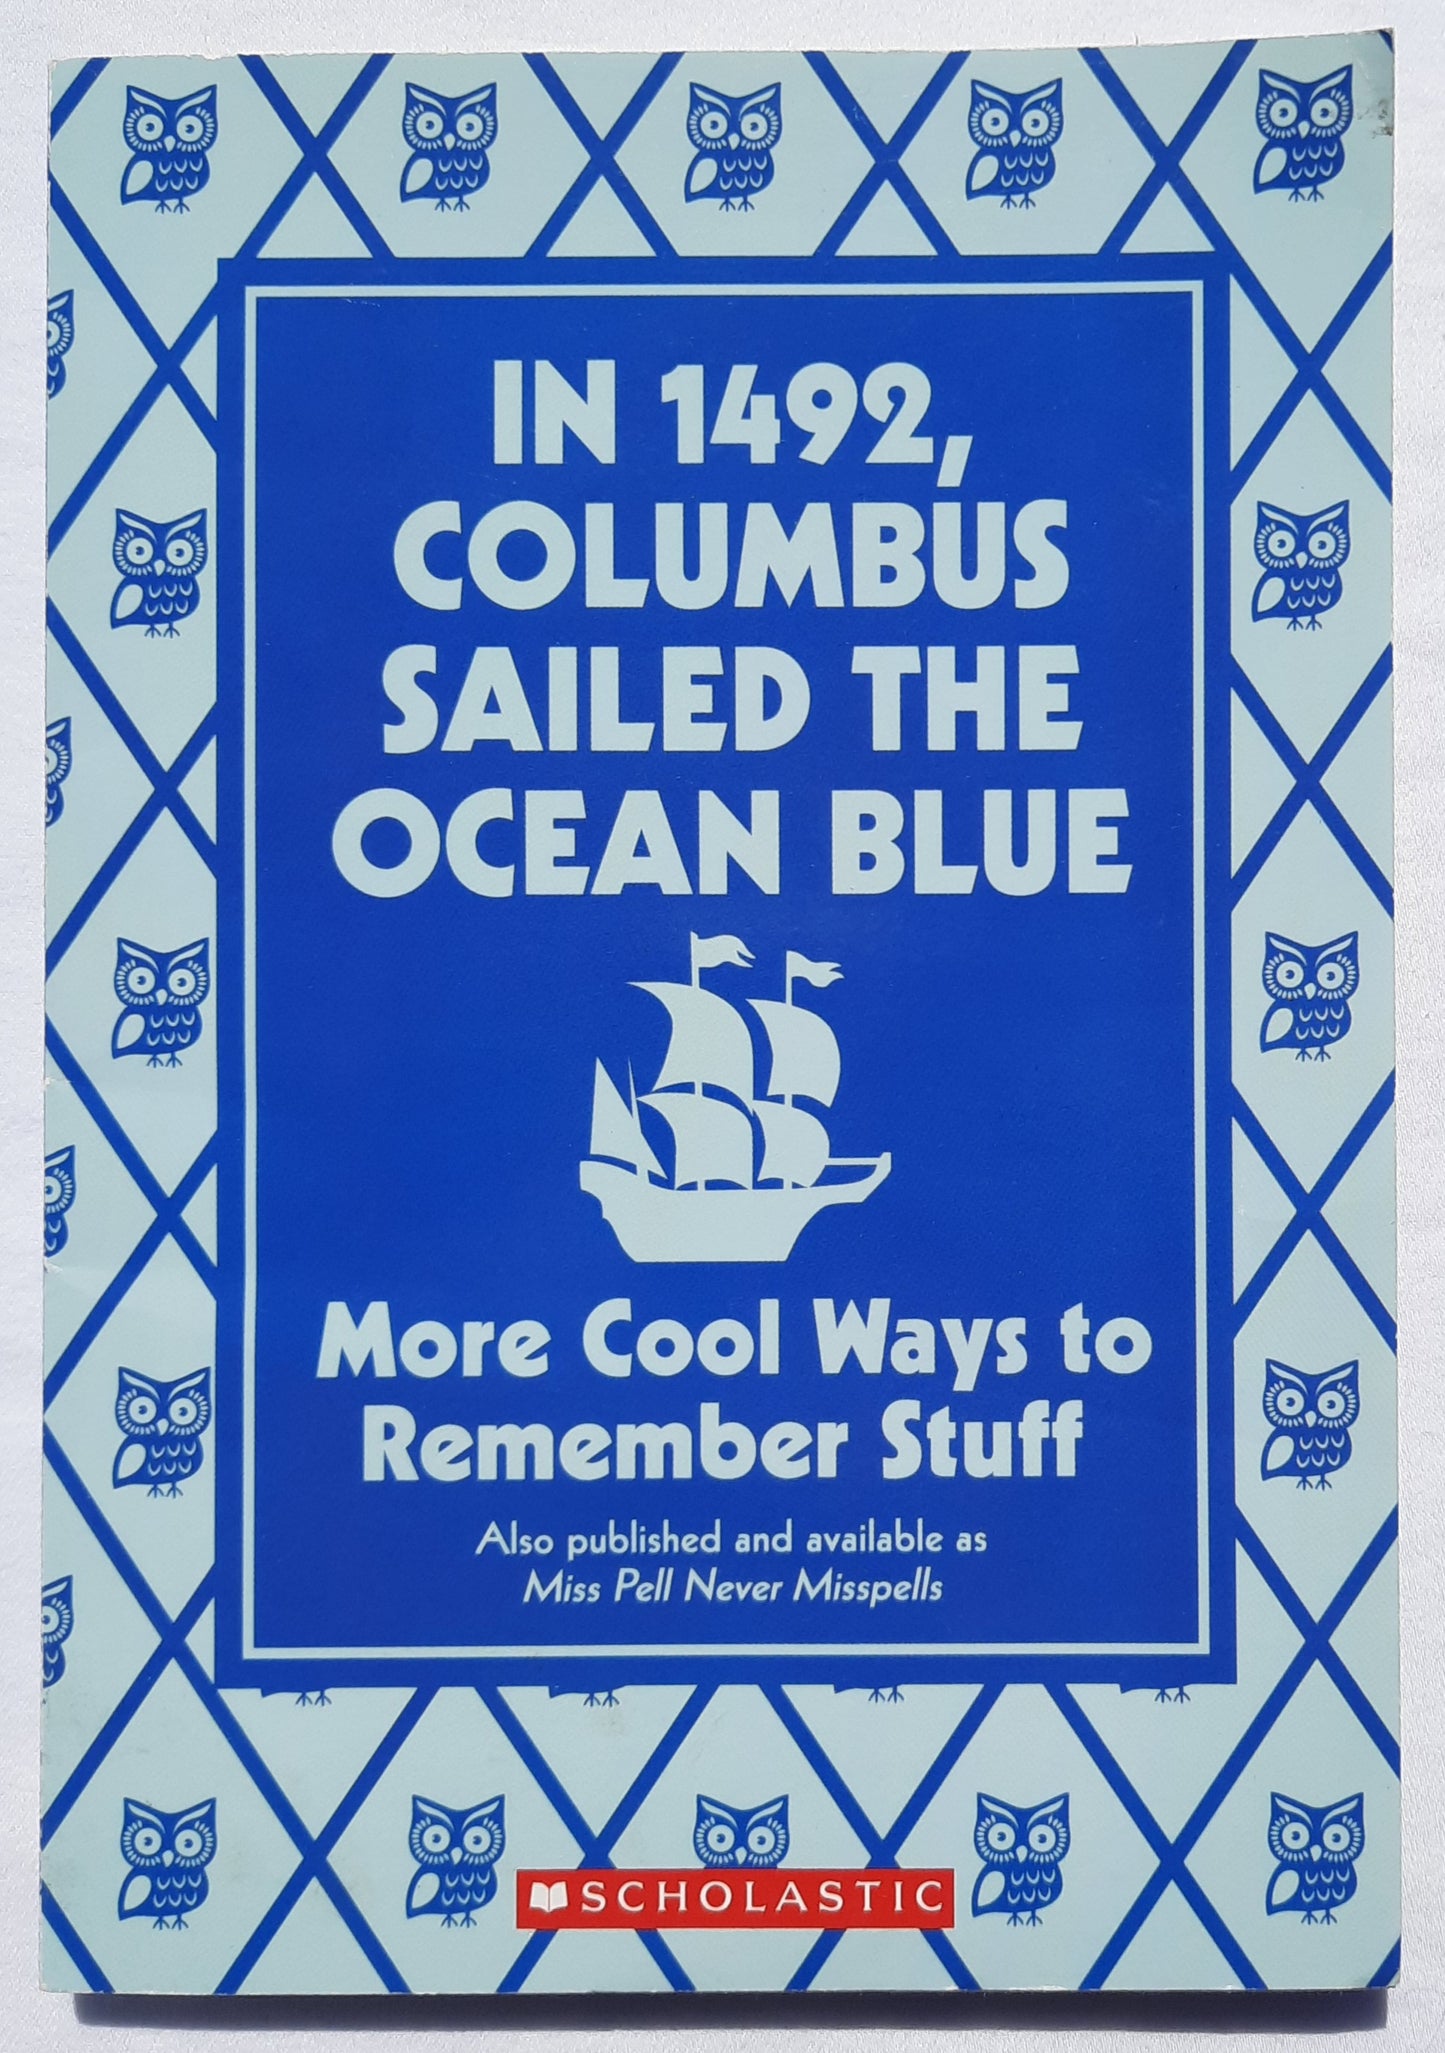 IN 1492,
COLUMBUS
SAILED THE
OCEAN BLUE
More Cool Ways to
Remember Stuff
Also published and available as
Miss Pell Never Misspells
SCHOLASTIC